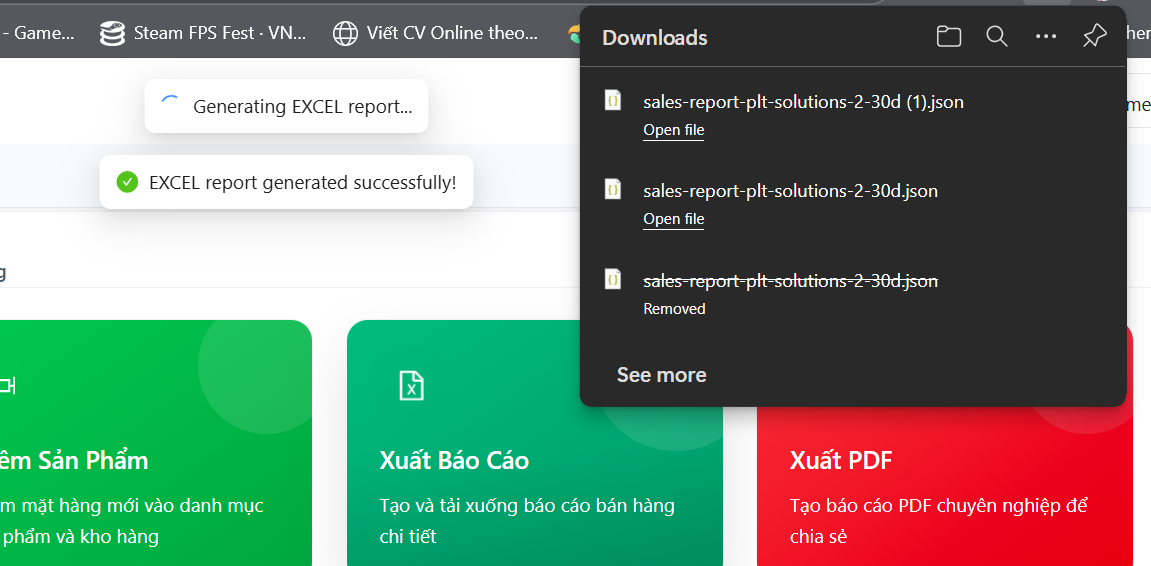 - Game...
Steam FPS Fest · VN...
Viết CV Online theo...
Downloads
Generating EXCEL report...
EXCEL report generated successfully!
sales-report-plt-solutions-2-30d (1).json
Open file
sales-report-plt-solutions-2-30d.json
Open file
sales-report-plt-solutions-2-30d.json
Removed
See more
êm Sản Phẩm
m mặt hàng mới vào danh mục
phẩm và kho hàng
Xuất Báo Cáo
Tạo và tải xuống báo cáo bán hàng
chi tiết
Xuất PDF
Tạo báo cáo PDF chuyên nghiệp để
chia sẻ